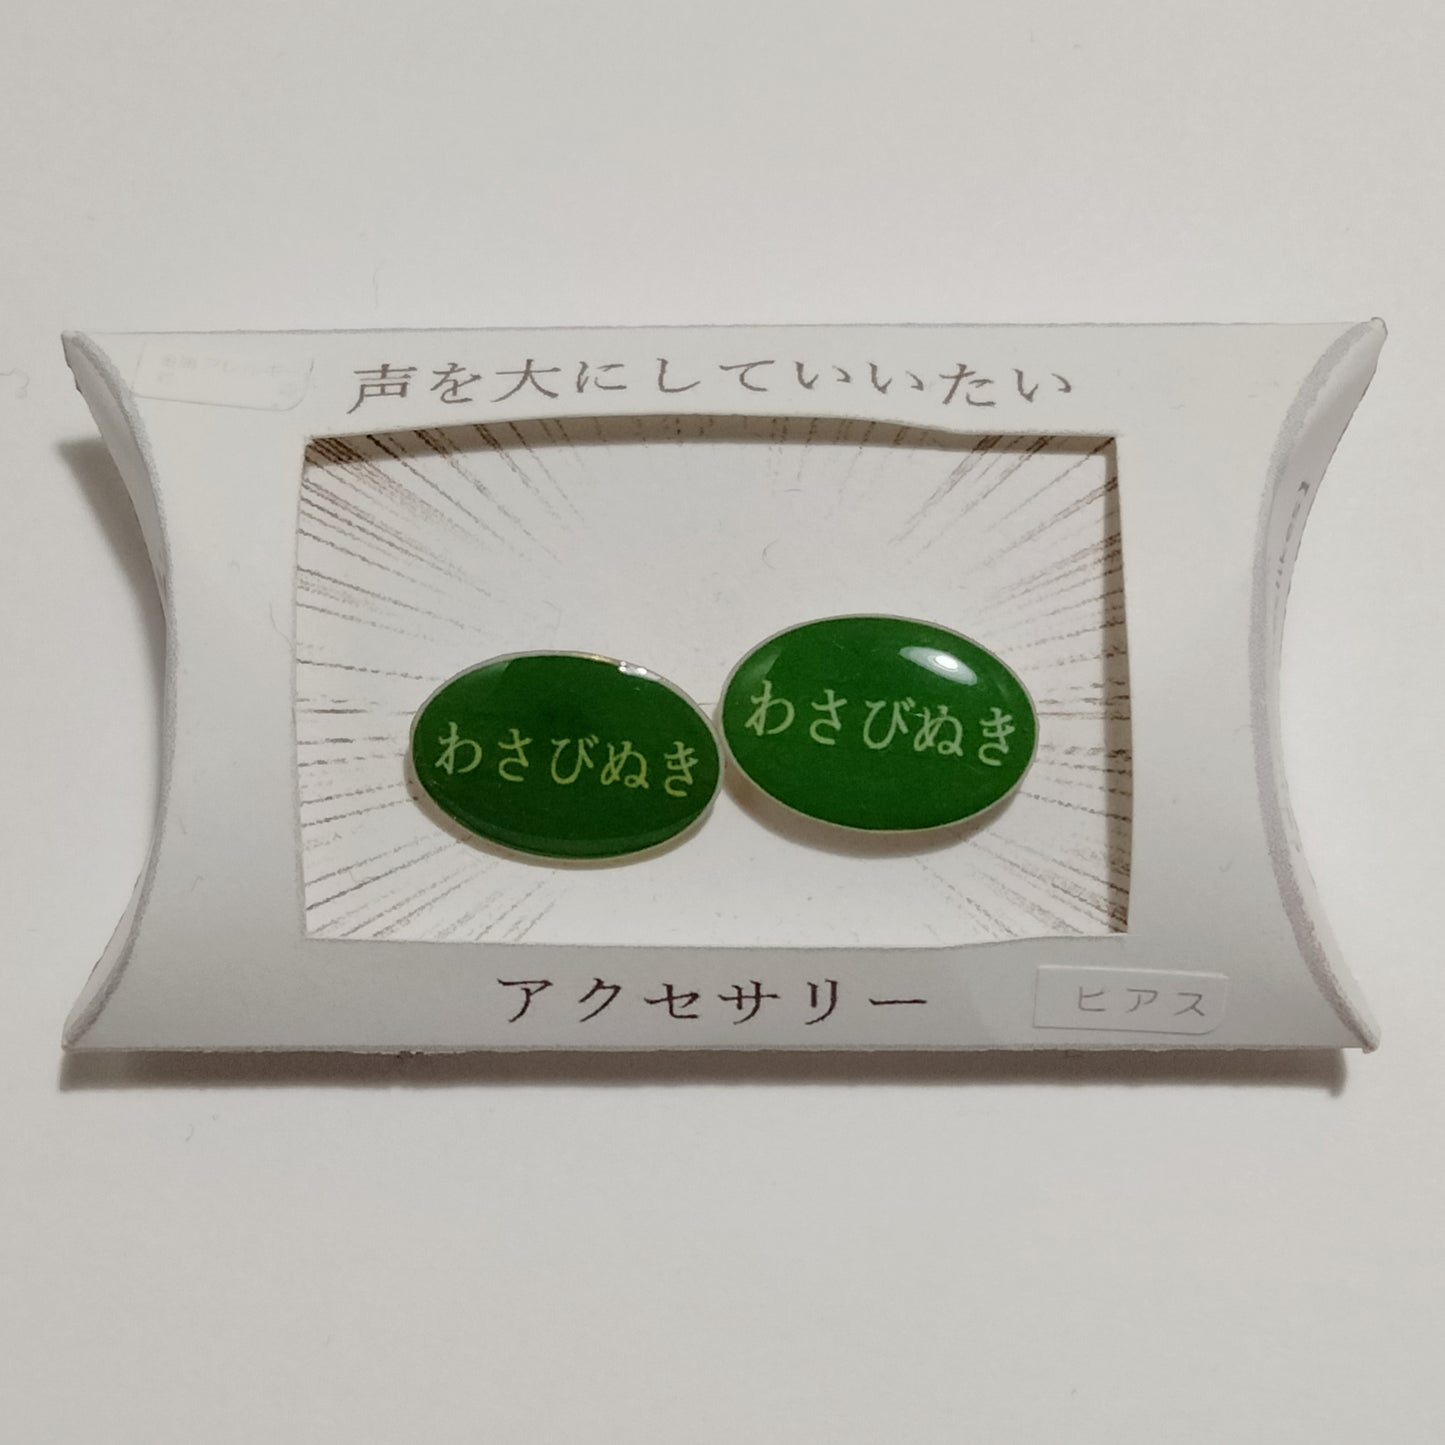 声を大にしていいたい
わさびぬき
わさびぬき
アクセサリー
ピアス